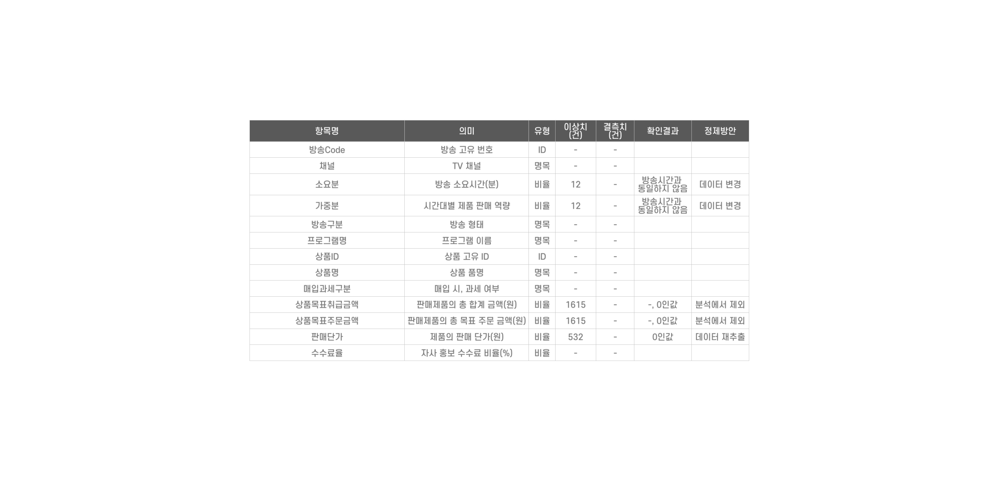 항목명 의미 유형 이상치 (건) 결측치 (건) 확인결과 정제방안
방송Code 방송 고유 번호 ID - -
채널 TV 채널 명목 - -
소요분 방송 소요시간(분) 비율 12 - 방송시간과 동일하지 않음 데이터 변경
가중분 시간대별 제품 판매 역량 비율 12 - 방송시간과 동일하지 않음 데이터 변경
방송구분 방송 형태 명목 - -
프로그램명 프로그램 이름 명목 - -
상품ID 상품 고유 ID ID - -
상품명 상품 품명 명목 - -
매입과세구분 매입 시, 과세 여부 명목 - -
상품목표취급금액 판매제품의 총 합계 금액(원) 비율 1615 - -, 0인값 분석에서 제외
상품목표주문금액 판매제품의 총 목표 주문 금액(원) 비율 1615 - -, 0인값 분석에서 제외
판매단가 제품의 판매 단가(원) 비율 532 - 0인값 데이터 재추출
수수료율 자사 홍보 수수료 비율(%) 비율 - -